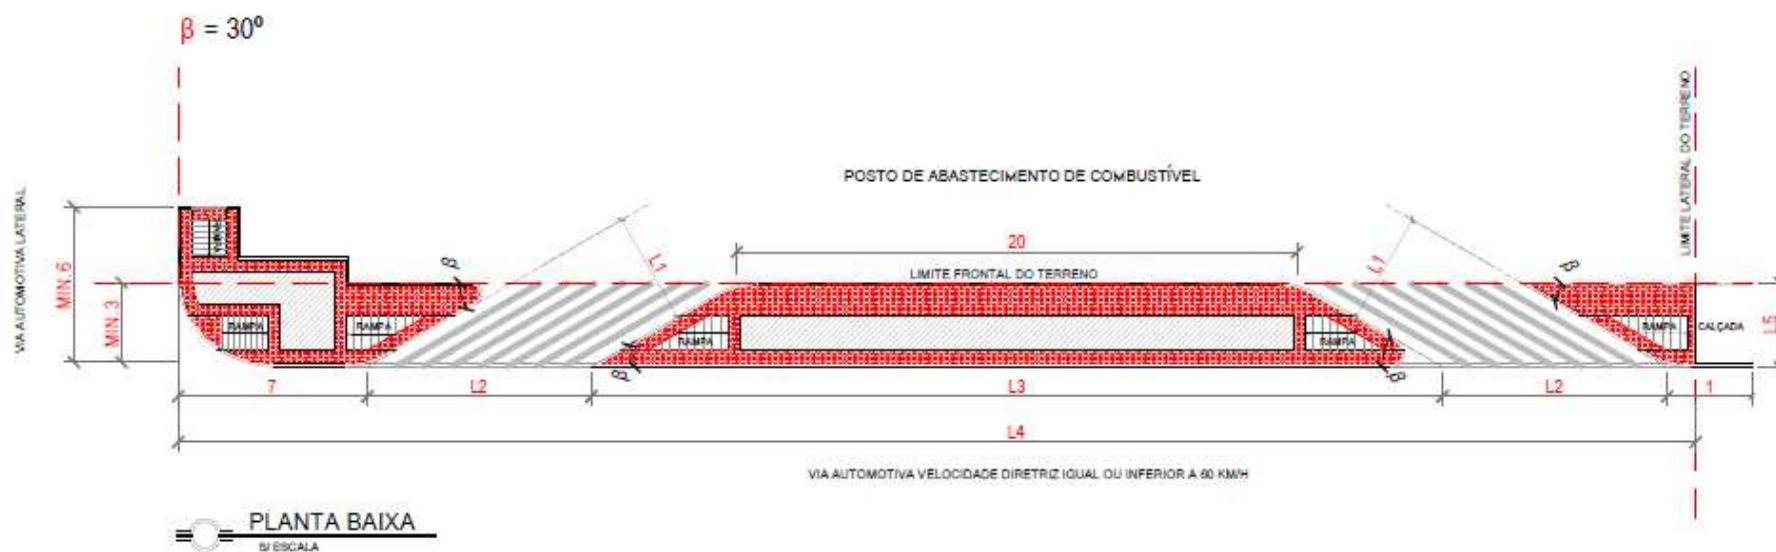 β = 30º
LIMITE LATERAL DO TERRENO
POSTO DE ABASTECIMENTO DE COMBUSTÍVEL
VIA AUTOMOTIVA LATERAL
MIN. 6
MIN. 3
RAMPA
β
L1
20
LIMITE FRONTAL DO TERRENO
L1
β
RAMPA
RAMPA
RAMPA
RAMPA
RAMPA
CALÇADA
L5
β
β
7
L2
L3
L2
1
L4
VIA AUTOMOTIVA VELOCIDADE DIRETRIZ IGUAL OU INFERIOR A 60 KM/H
PLANTA BAIXA
S/ ESCALA